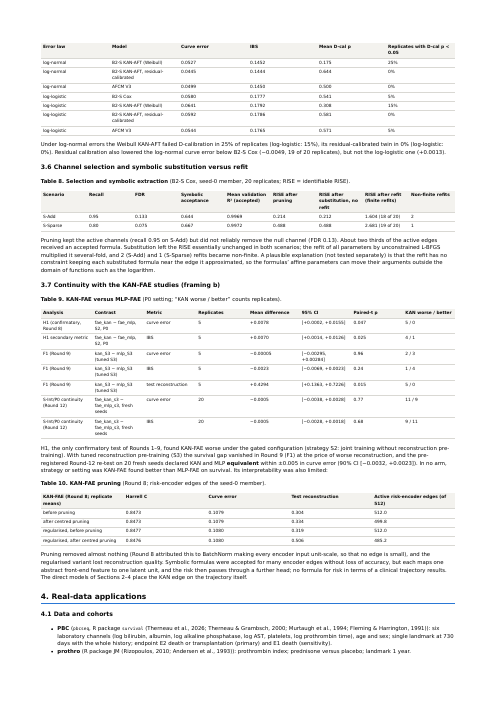 Error law | Model | Curve error | IBS | Mean D-cal p | Replicates with D-cal p < 0.05
log-normal | B2-S KAN-AFT (Weibull) | 0.0527 | 0.1452 | 0.175 | 25%
log-normal | B2-S KAN-AFT, residual-calibrated | 0.0445 | 0.1444 | 0.644 | 0%
log-normal | AFCM V3 | 0.0499 | 0.1450 | 0.500 | 0%
log-logistic | B2-S Cox | 0.0580 | 0.1777 | 0.541 | 5%
log-logistic | B2-S KAN-AFT (Weibull) | 0.0641 | 0.1792 | 0.308 | 15%
log-logistic | B2-S KAN-AFT, residual-calibrated | 0.0592 | 0.1786 | 0.581 | 0%
log-logistic | AFCM V3 | 0.0544 | 0.1765 | 0.571 | 5%
Under log-normal errors the Weibull KAN-AFT failed D-calibration in 25% of replicates (log-logistic: 15%), its residual-calibrated twin in 0% (log-logistic:
0%). Residual calibration also lowered the log-normal curve error below B2-S Cox (−0.0049, 19 of 20 replicates), but not the log-logistic one (+0.0013).
3.6 Channel selection and symbolic substitution versus refit
Table 8. Selection and symbolic extraction (B2-S Cox, seed-0 member, 20 replicates; RISE = identifiable RISE).
Scenario | Recall | FDR | Symbolic acceptance | Mean validation R² (accepted) | RISE after pruning | RISE after substitution, no refit | RISE after refit (finite refits) | Non-finite refits
S-Add | 0.95 | 0.133 | 0.644 | 0.9969 | 0.214 | 0.212 | 1.604 (18 of 20) | 2
S-Sparse | 0.80 | 0.075 | 0.667 | 0.9972 | 0.488 | 0.488 | 2.681 (19 of 20) | 1
Pruning kept the active channels (recall 0.95 on S-Add) but did not reliably remove the null channel (FDR 0.13). About two thirds of the active edges
received an accepted formula. Substitution left the RISE essentially unchanged in both scenarios; the refit of all parameters by unconstrained L-BFGS
multiplied it several-fold, and 2 (S-Add) and 1 (S-Sparse) refits became non-finite. A plausible explanation (not tested separately) is that the refit has no
constraint keeping each substituted formula near the edge it approximated, so the formulas' affine parameters can move their arguments outside the
domain of functions such as the logarithm.
3.7 Continuity with the KAN-FAE studies (framing b)
Table 9. KAN-FAE versus MLP-FAE (P0 setting; "KAN worse / better" counts replicates).
Analysis | Contrast | Metric | Replicates | Mean difference | 95% CI | Paired-t p | KAN worse / better
H1 (confirmatory, Round 8) | fae_kan − fae_mlp, S2, P0 | curve error | 5 | +0.0078 | [+0.0002, +0.0155] | 0.047 | 5 / 0
H1 secondary metric | fae_kan − fae_mlp, S2, P0 | IBS | 5 | +0.0070 | [+0.0014, +0.0126] | 0.025 | 5 / 0
F1 (Round 9) | kan_S3 − mlp_S3 (tuned S3) | curve error | 5 | −0.00005 | [−0.00295, +0.00284] | 0.96 | 2 / 3
F1 (Round 9) | kan_S3 − mlp_S3 (tuned S3) | IBS | 5 | −0.0023 | [−0.0069, +0.0023] | 0.24 | 1 / 4
F1 (Round 9) | kan_S3 − mlp_S3 (tuned S3) | test reconstruction | 5 | +0.4294 | | 0.015 | 5 / 0
S-Int/P0 continuity (Round 12) | fae_kan_s3 − fae_mlp_s3, fresh seeds | curve error | 20 | −0.0005 | [−0.0038, +0.0028] | 0.77 | 11 / 9
S-Int/P0 continuity (Round 12) | fae_kan_s3 − fae_mlp_s3, fresh seeds | IBS | 20 | −0.0005 | [−0.0028, +0.0018] | 0.68 | 9 / 11
H1, the only confirmatory test of Rounds 1–9, found KAN-FAE worse under the gated configuration (strategy S2: joint training without reconstruction pre-
training). With tuned reconstruction pre-training (S3) the survival gap vanished in Round 9 (F1) at the price of worse reconstruction, and the pre-
registered Round-12 re-test on 20 fresh seeds declared KAN and MLP equivalent within ±0.005 in curve error (90% CI [−0.0032, +0.0023]). In no arm,
strategy or setting was KAN-FAE found better than MLP-FAE on survival. Its interpretability was also limited:
Table 10. KAN-FAE pruning (Round 8; risk-encoder edges of the seed-0 member).
KAN-FAE (Round 8; replicate means) | Harrell C | Curve error | Test reconstruction | Active risk-encoder edges (of 512)
before pruning | 0.8473 | 0.1079 | 0.304 | 512.0
after centred pruning | 0.8473 | 0.1079 | 0.334 | 499.8
regularised, before pruning | 0.8477 | 0.1080 | 0.319 | 512.0
regularised, after centred pruning | 0.8476 | 0.1080 | 0.506 | 485.2
Pruning removed almost nothing (Round 8 attributed this to BatchNorm making every encoder input unit-scale, so that no edge is small), and the
regularised variant lost reconstruction quality. Symbolic formulas were accepted for many encoder edges without loss of accuracy, but each maps one
abstract front-end feature to one latent unit, and the risk then passes through a further head; no formula for risk in terms of a clinical trajectory results.
The direct models of Sections 2–4 place the KAN edge on the trajectory itself.
4. Real-data applications
4.1 Data and cohorts
• PBC (pbcseq, R package survival (Therneau et al., 2026; Therneau & Grambsch, 2000; Murtaugh et al., 1994; Fleming & Harrington, 1991)): six
laboratory channels (log bilirubin, albumin, log alkaline phosphatase, log AST, platelets, log prothrombin time), age and sex; single landmark at 730
days with the whole history; endpoint E2 death or transplantation (primary) and E1 death (sensitivity).
• prothro (R package JM (Rizopoulos, 2010; Andersen et al., 1993)): prothrombin index; prednisone versus placebo; landmark 1 year.